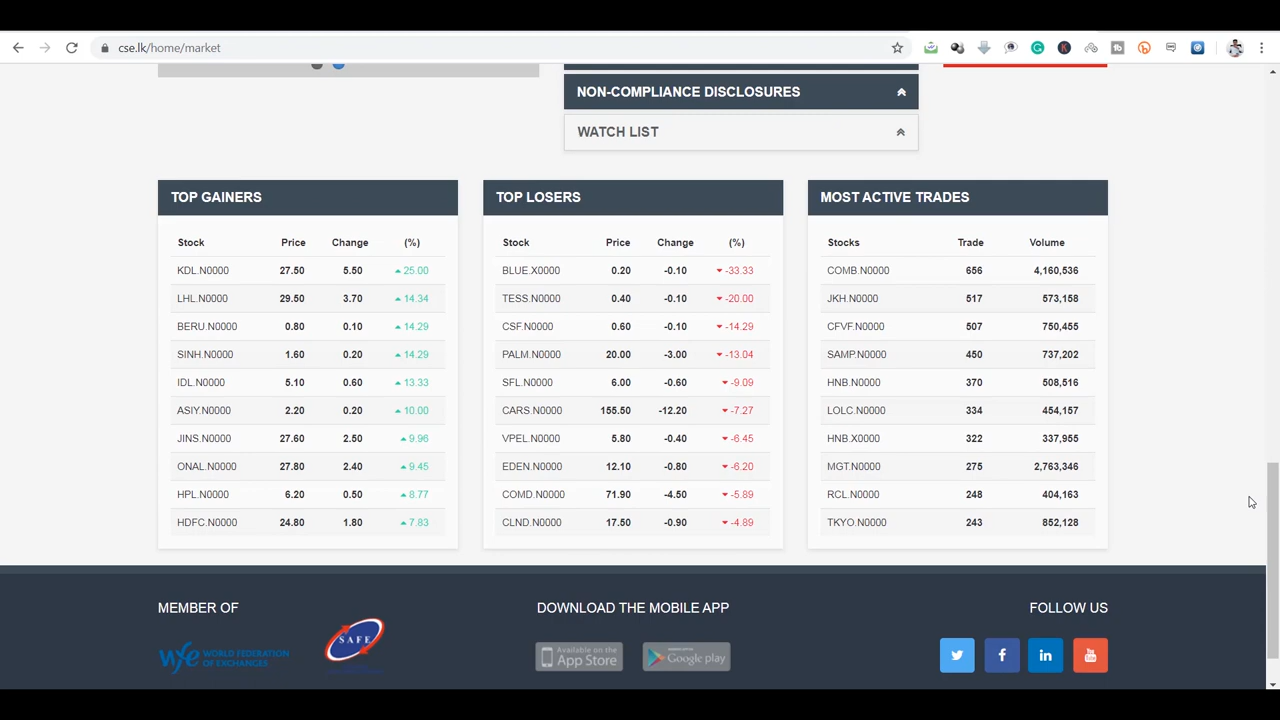 cse.lk/home/market
NON-COMPLIANCE DISCLOSURES
WATCH LIST
TOP GAINERS
Stock Price Change (%)
KDL.N0000 27.50 5.50 25.00
LHL.N0000 29.50 3.70 14.34
BERU.N0000 0.80 0.10 14.29
SINH.N0000 1.60 0.20 14.29
IDL.N0000 5.10 0.60 13.33
ASIY.N0000 2.20 0.20 10.00
JINS.N0000 27.60 2.50 9.96
ONAL.N0000 27.80 2.40 9.45
HPL.N0000 6.20 0.50 8.77
HDFC.N0000 24.80 1.80 7.83
TOP LOSERS
Stock Price Change (%)
BLUE.X0000 0.20 -0.10 -33.33
TESS.N0000 0.40 -0.10 -20.00
CSF.N0000 0.60 -0.10 -14.29
PALM.N0000 20.00 -3.00 -13.04
SFL.N0000 6.00 -0.60 -9.09
CARS.N0000 155.50 -12.20 -7.27
VPEL.N0000 5.80 -0.40 -6.45
EDEN.N0000 12.10 -0.80 -6.20
COMD.N0000 71.90 -4.50 -5.89
CLND.N0000 17.50 -0.90 -4.89
MOST ACTIVE TRADES
Stocks Trade Volume
COMB.N0000 656 4,160,536
JKH.N0000 517 573,158
CFVF.N0000 507 750,455
SAMP.N0000 450 737,202
HNB.N0000 370 508,516
LOLC.N0000 334 454,157
HNB.X0000 322 337,955
MGT.N0000 275 2,763,346
RCL.N0000 248 404,163
TKYO.N0000 243 852,128
MEMBER OF
wfe WORLD FEDERATION
OF EXCHANGES
SAFE
DOWNLOAD THE MOBILE APP
Available on the
App Store
Google play
FOLLOW US
You